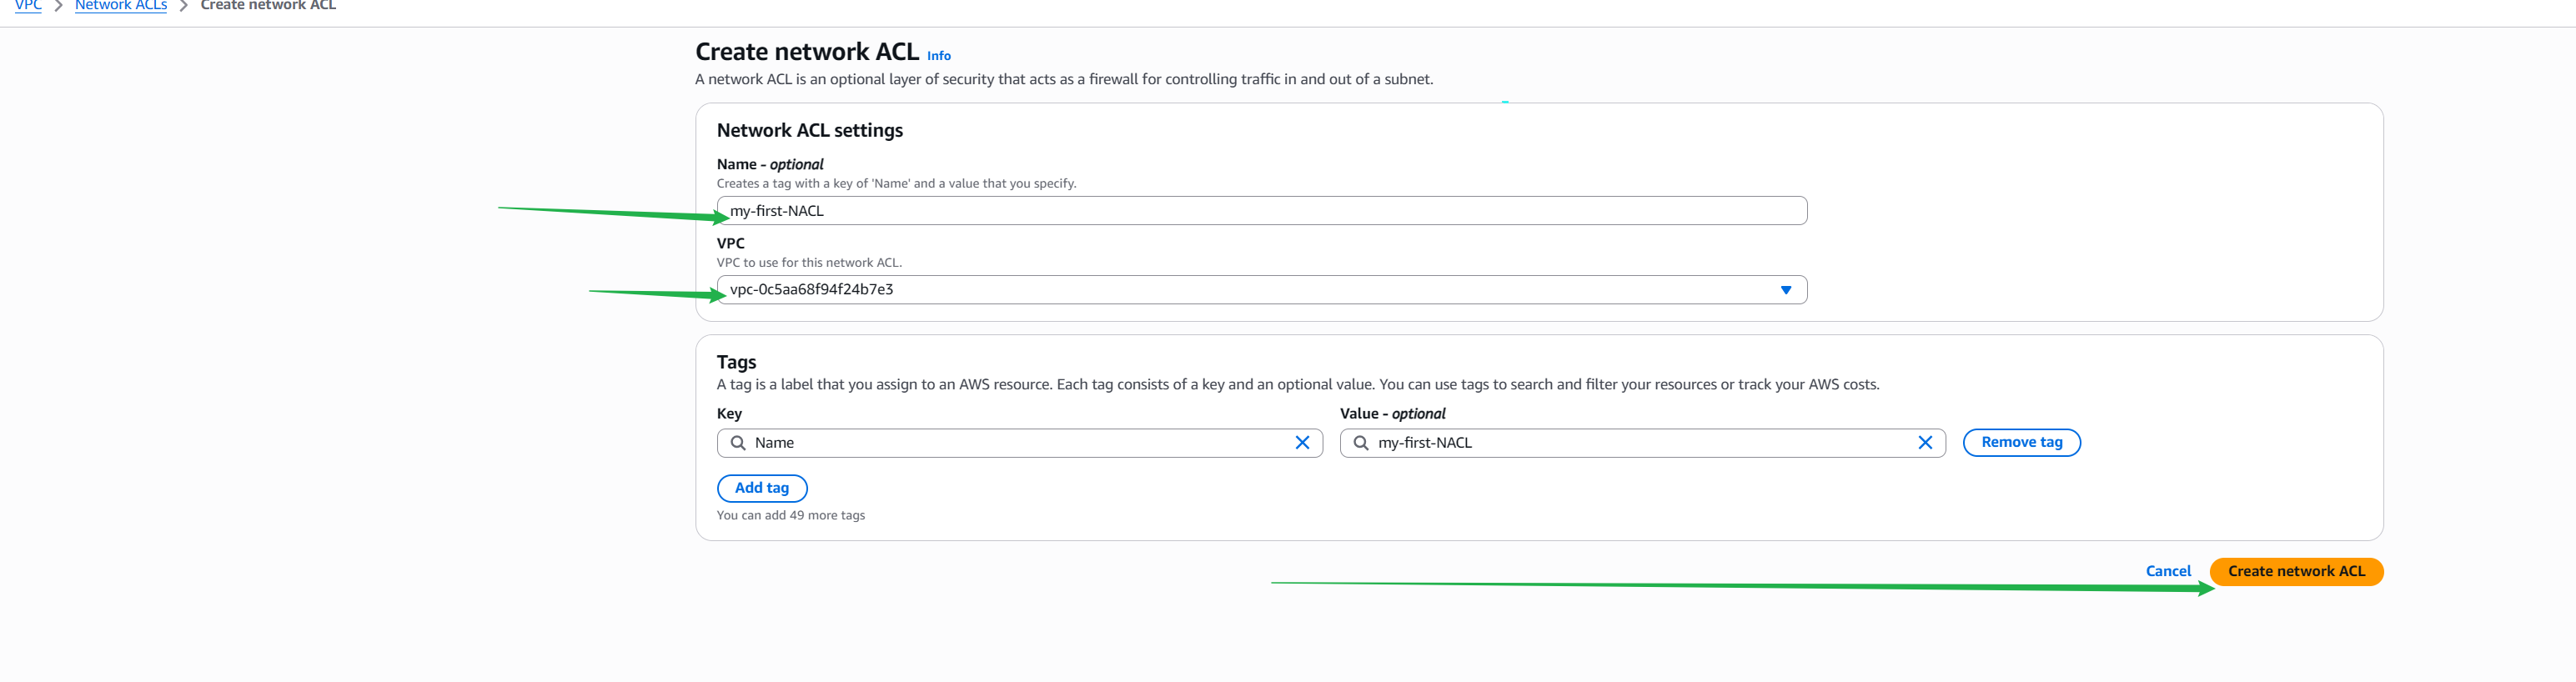 VPC > Network ACLs > Create network ACL
Create network ACL Info
A network ACL is an optional layer of security that acts as a firewall for controlling traffic in and out of a subnet.
Network ACL settings
Name - optional
Creates a tag with a key of 'Name' and a value that you specify.
my-first-NACL
VPC
VPC to use for this network ACL.
vpc-0c5aa68f94f24b7e3
Tags
A tag is a label that you assign to an AWS resource. Each tag consists of a key and an optional value. You can use tags to search and filter your resources or track your AWS costs.
Key Value - optional
Name my-first-NACL Remove tag
Add tag
You can add 49 more tags
Cancel Create network ACL